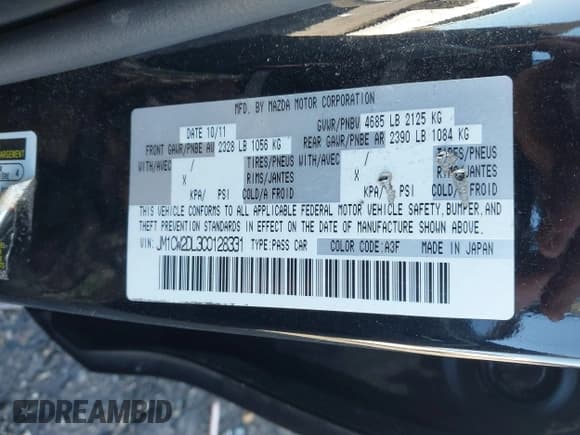 MFD. BY MAZDA MOTOR CORPORATION
DATE 10/11 GVWR/PNBV 4685 LB 2125 KG
FRONT GAWR/PNBE AV 2328 LB 1056 KG REAR GAWR/PNBE AR 2390 LB 1084 KG
WITH/AVEC / TIRES/PNEUS WITH/AVEC / TIRES/PNEUS
X RIMS/JANTES X RIMS/JANTES
KPA/ PSI COLD/A FROID KPA/ PSI COLD/A FROID
THIS VEHICLE CONFORMS TO ALL APPLICABLE FEDERAL MOTOR VEHICLE SAFETY, BUMPER, AND
THEFT PREVENTION STANDARDS IN EFFECT ON THE DATE OF MANUFACTURE SHOWN ABOVE.
VIN: JM1CW2DL3C0128331 TYPE:PASS CAR COLOR CODE:A3F MADE IN JAPAN
DREAMBID